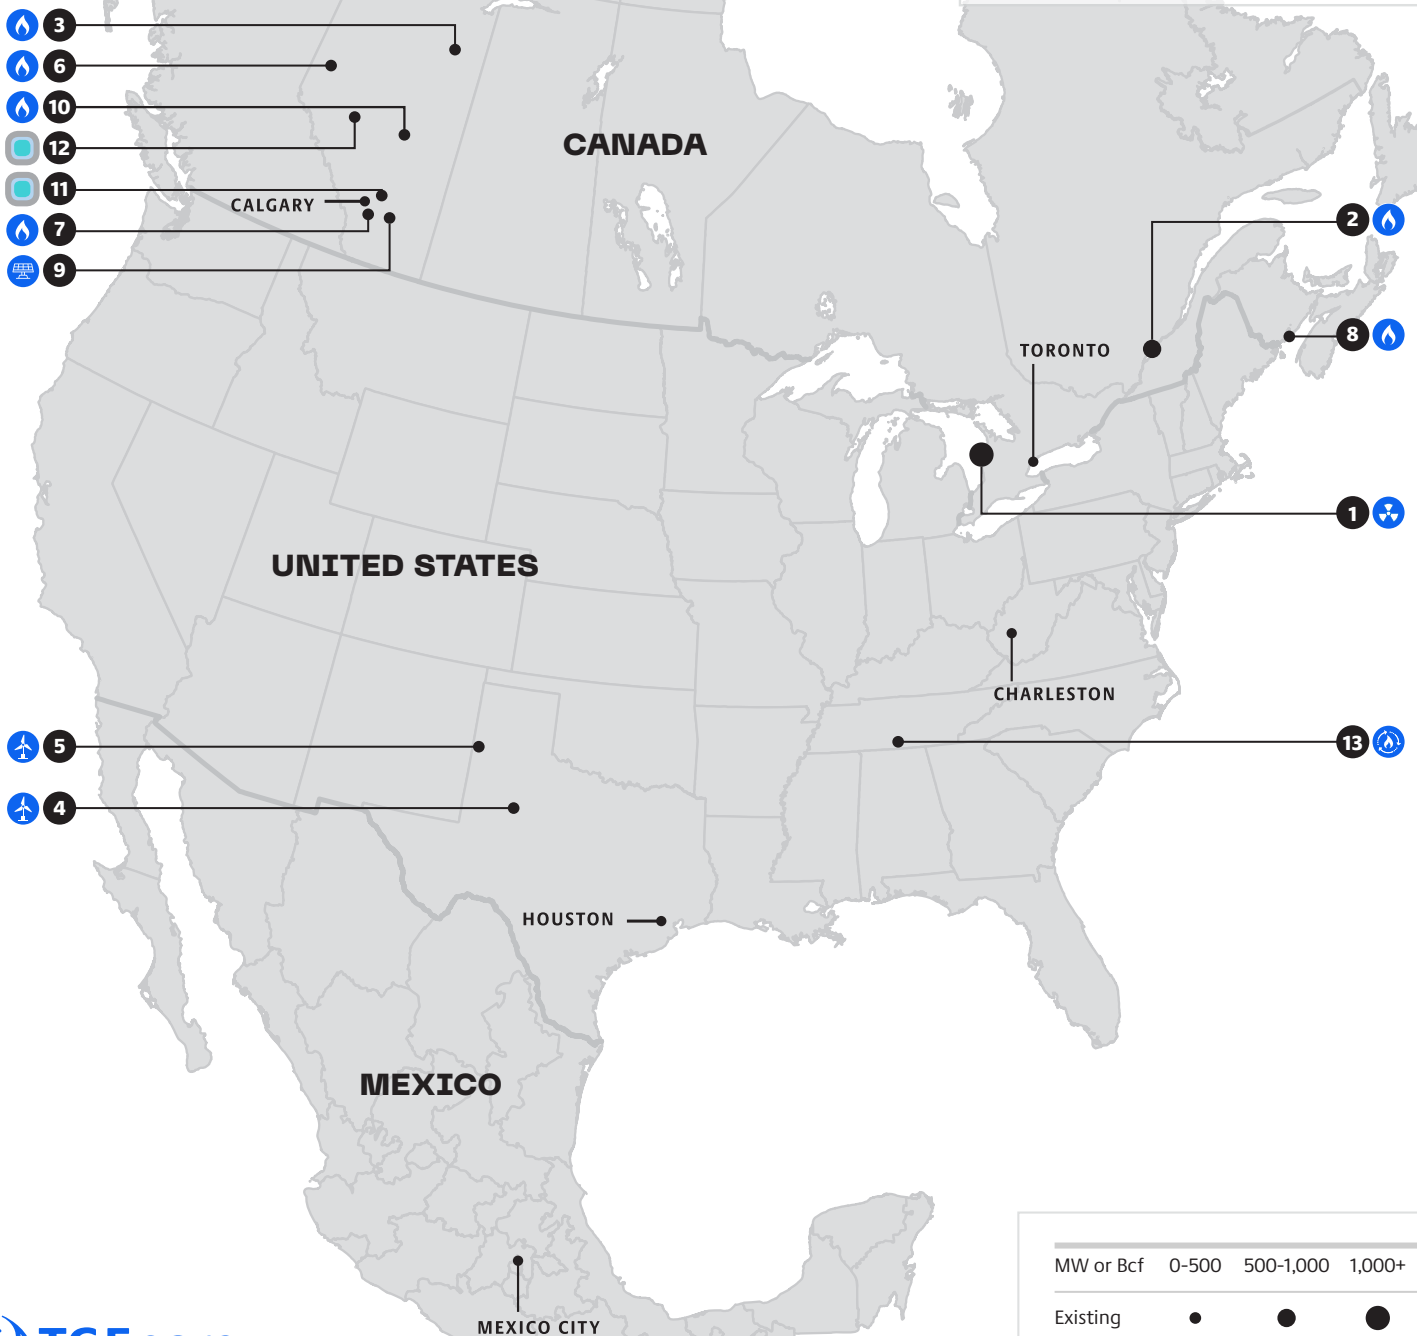 3
6
10
12
11
7
9
CANADA
CALGARY
2
8
TORONTO
1
UNITED STATES
CHARLESTON
5
13
4
HOUSTON
MEXICO
MEXICO CITY
MW or Bcf 0-500 500-1,000 1,000+
Existing